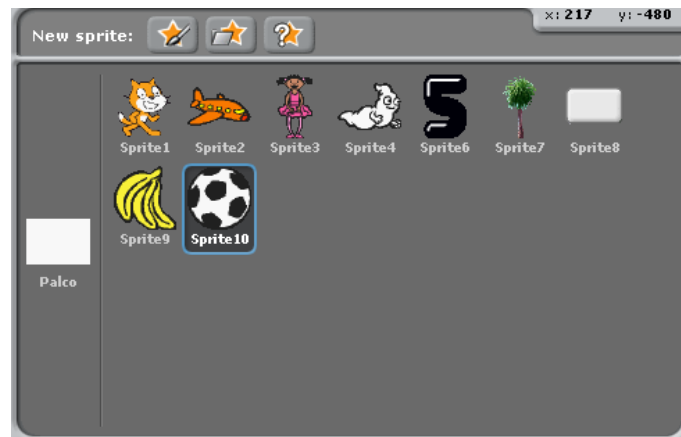 x: 217 y: -480
New sprite:
Sprite1 Sprite2 Sprite3 Sprite4 Sprite6 Sprite7 Sprite8
Sprite9 Sprite10
Palco